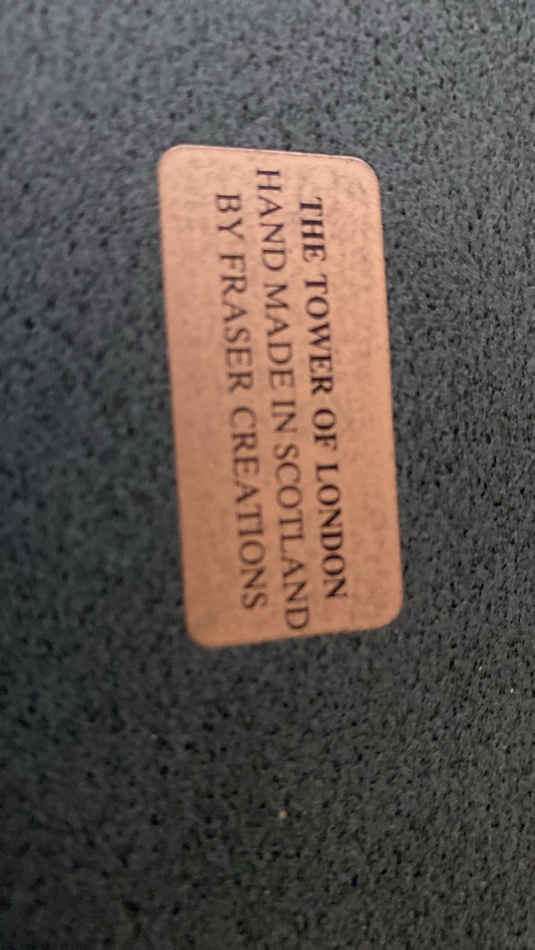 THE TOWER OF LONDON
HAND MADE IN SCOTLAND
BY FRASER CREATIONS